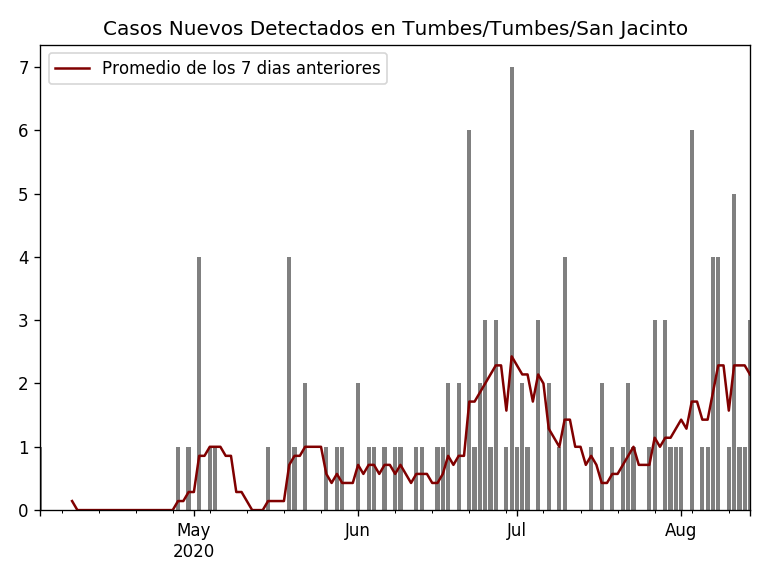 Casos Nuevos Detectados en Tumbes/Tumbes/San Jacinto
Promedio de los 7 dias anteriores
7
6
5
4
3
2
1
0
May
2020
Jun
Jul
Aug